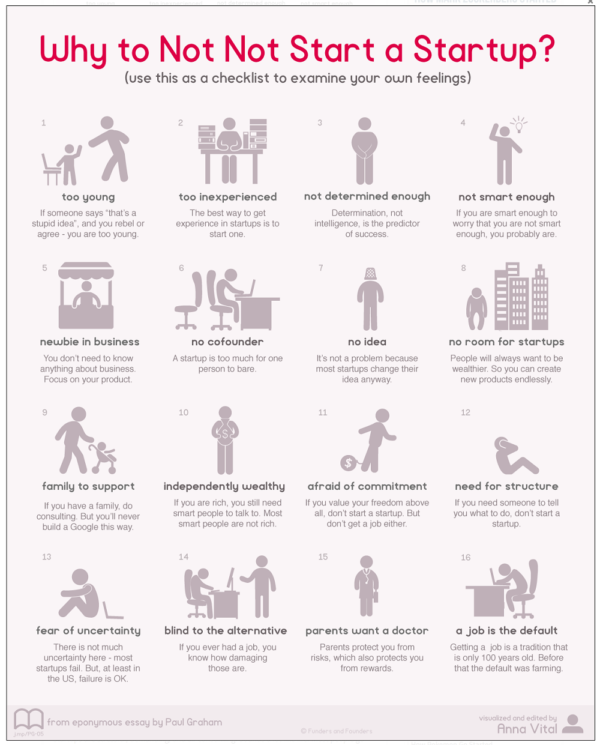 Why to Not Not Start a Startup?
(use this as a checklist to examine your own feelings)
1
too young
If someone says "that's a
stupid idea", and you rebel or
agree - you are too young.
2
too inexperienced
The best way to get
experience in startups is to
start one.
3
not determined enough
Determination, not
intelligence, is the predictor
of success.
4
not smart enough
If you are smart enough to
worry that you are not smart
enough, you probably are.
5
newbie in business
You don't need to know
anything about business.
Focus on your product.
6
no cofounder
A startup is too much for one
person to bare.
7
no idea
It's not a problem because
most startups change their
idea anyway.
8
no room for startups
People will always want to be
wealthier. So you can create
new products endlessly.
9
family to support
If you have a family, do
consulting. But you'll never
build a Google this way.
10
$
independently wealthy
If you are rich, you still need
smart people to talk to. Most
smart people are not rich.
11
$
afraid of commitment
If you value your freedom above
all, don't start a startup. But
don't get a job either.
12
need for structure
If you need someone to tell
you what to do, don't start a
startup.
13
fear of uncertainty
There is not much
uncertainty here - most
startups fail. But, at least in
the US, failure is OK.
14
blind to the alternative
If you ever had a job, you
know how damaging
those are.
15
parents want a doctor
Parents protect you from
risks, which also protects you
from rewards.
16
a job is the default
Getting a job is a tradition that
is only 100 years old. Before
that the default was farming.
from eponymous essay by Paul Graham
© Funders and Founders
visualized and edited by
Anna Vital